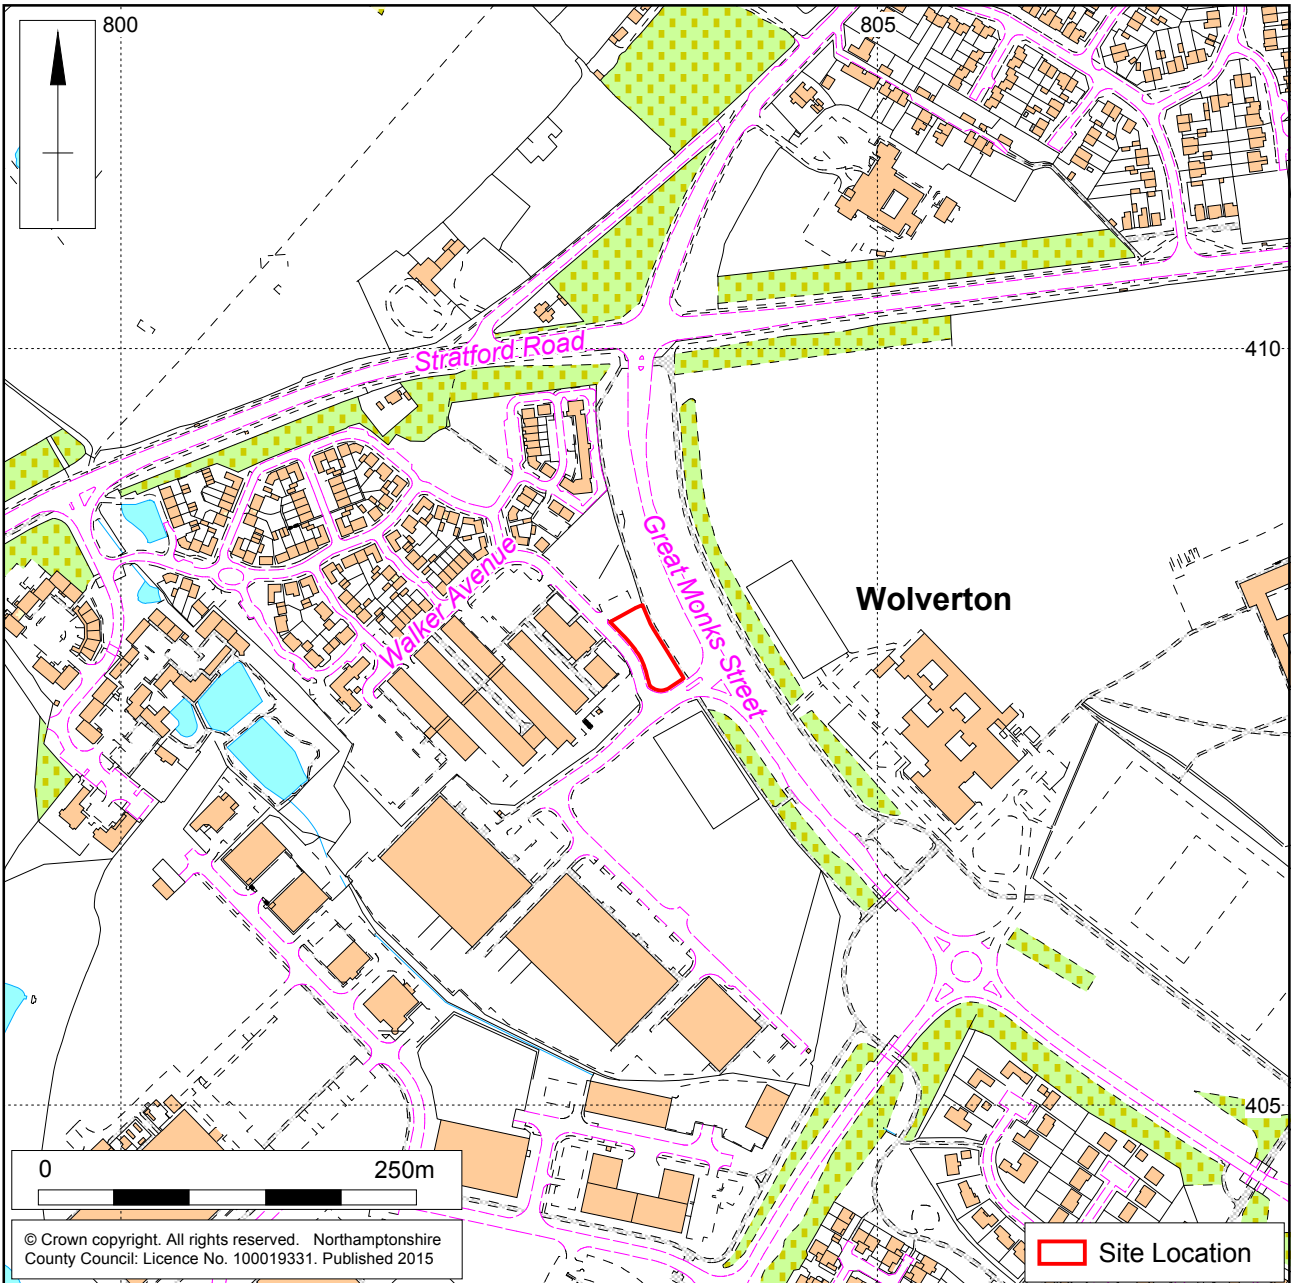 800
805
Stratford Road
410
Great Monks Street
Walker Avenue
Wolverton
405
0 250m
© Crown copyright. All rights reserved. Northamptonshire
County Council: Licence No. 100019331. Published 2015
Site Location